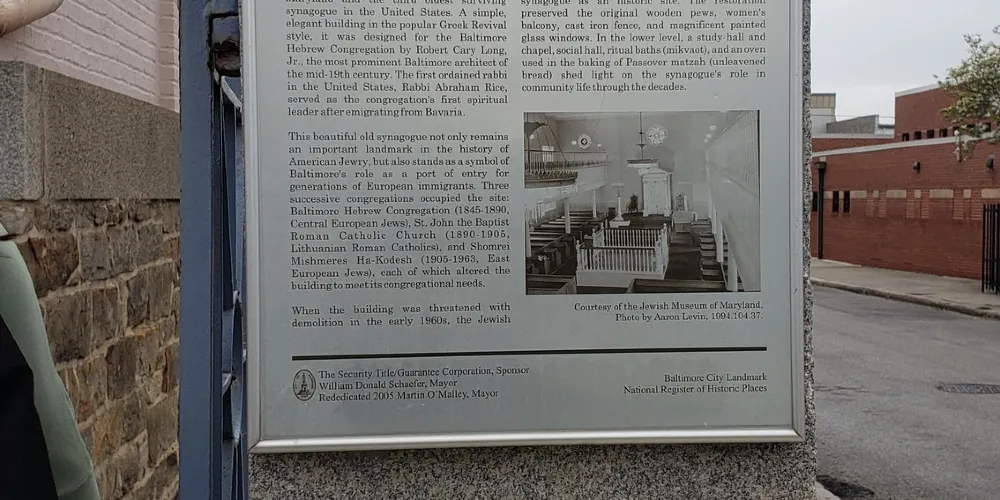 synagogue in the United States. A simple,
elegant building in the popular Greek Revival
style, it was designed for the Baltimore
Hebrew Congregation by Robert Cary Long,
Jr., the most prominent Baltimore architect of
the mid-19th century. The first ordained rabbi
in the United States, Rabbi Abraham Rice,
served as the congregation's first spiritual
leader after emigrating from Bavaria.
This beautiful old synagogue not only remains
an important landmark in the history of
American Jewry, but also stands as a symbol of
Baltimore's role as a port of entry for
generations of European immigrants. Three
successive congregations occupied the site:
Baltimore Hebrew Congregation (1845-1890,
Central European Jews), St. John the Baptist
Roman Catholic Church (1890-1905,
Lithuanian Roman Catholics), and Shomrei
Mishmeres Ha-Kodesh (1905-1963, East
European Jews), each of which altered the
building to meet its congregational needs.
When the building was threatened with
demolition in the early 1960s, the Jewish
synagogue as an historic site. The restoration
preserved the original wooden pews, women's
balcony, cast iron fence, and magnificent painted
glass windows. In the lower level, a study-hall and
chapel, social hall, ritual baths (mikvaot), and an oven
used in the baking of Passover matzah (unleavened
bread) shed light on the synagogue's role in
community life through the decades.
Courtesy of the Jewish Museum of Maryland.
Photo by Aaron Levin, 1994.104.37.
The Security Title/Guarantee Corporation, Sponsor
William Donald Schaefer, Mayor
Rededicated 2005 Martin O'Malley, Mayor
Baltimore City Landmark
National Register of Historic Places